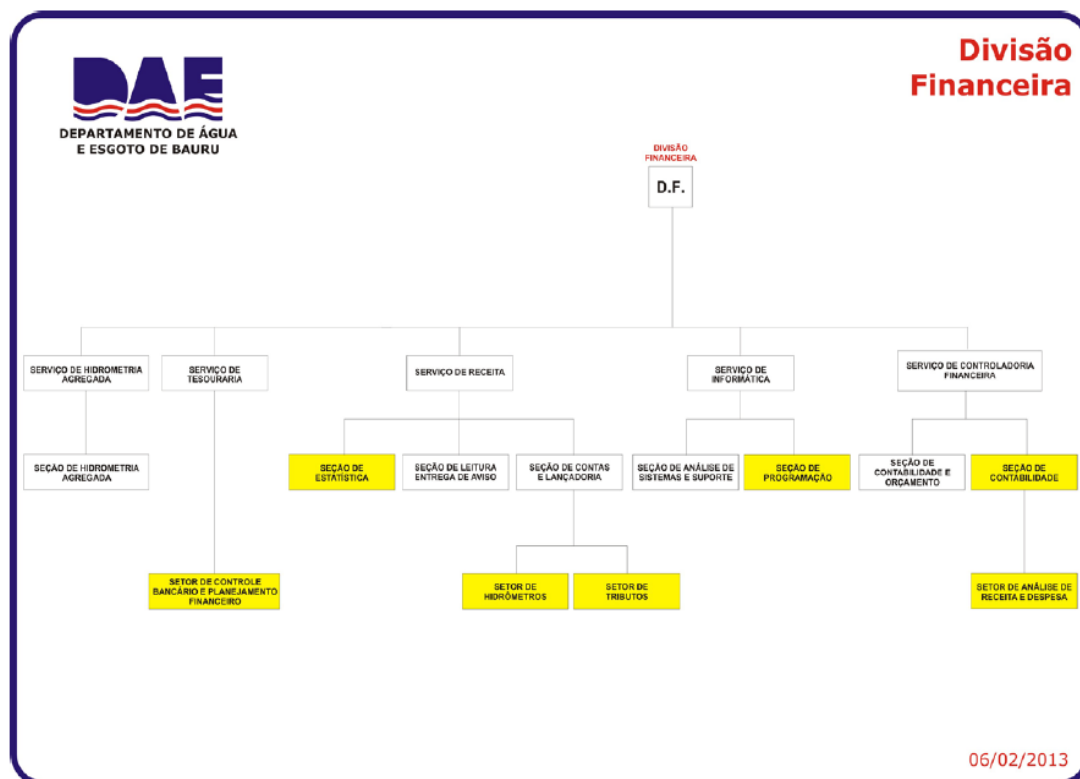 Divisão
Financeira
DAE
DEPARTAMENTO DE ÁGUA
E ESGOTO DE BAURU
DIVISÃO
FINANCEIRA
D.F.
SERVIÇO DE HIDROMETRIA
AGREGADA
SERVIÇO DE
TESOURARIA
SERVIÇO DE RECEITA
SERVIÇO DE
INFORMÁTICA
SERVIÇO DE CONTROLADORIA
FINANCEIRA
SEÇÃO DE HIDROMETRIA
AGREGADA
SEÇÃO DE
ESTATÍSTICA
SEÇÃO DE LEITURA
ENTREGA DE AVISO
SEÇÃO DE CONTAS
E LANÇADORIA
SEÇÃO DE ANÁLISE DE
SISTEMAS E SUPORTE
SEÇÃO DE
PROGRAMAÇÃO
SEÇÃO DE
CONTABILIDADE E
ORÇAMENTO
SEÇÃO DE
CONTABILIDADE
SETOR DE CONTROLE
BANCÁRIO E PLANEJAMENTO
FINANCEIRO
SETOR DE
HIDRÔMETROS
SETOR DE
TRIBUTOS
SETOR DE ANÁLISE DE
RECEITA E DESPESA
06/02/2013